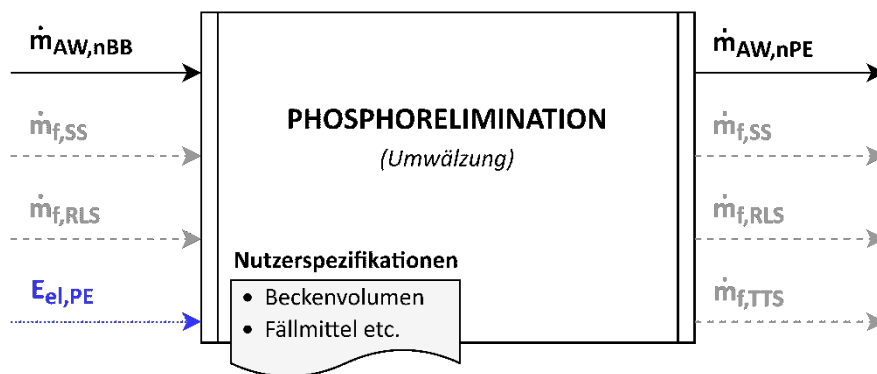 ṁAW,nBB
ṁf,SS
ṁf,RLS
Eel,PE
PHOSPHORELIMINATION
(Umwälzung)
Nutzerspezifikationen
• Beckenvolumen
• Fällmittel etc.
ṁAW,nPE
ṁf,SS
ṁf,RLS
ṁf,TTS